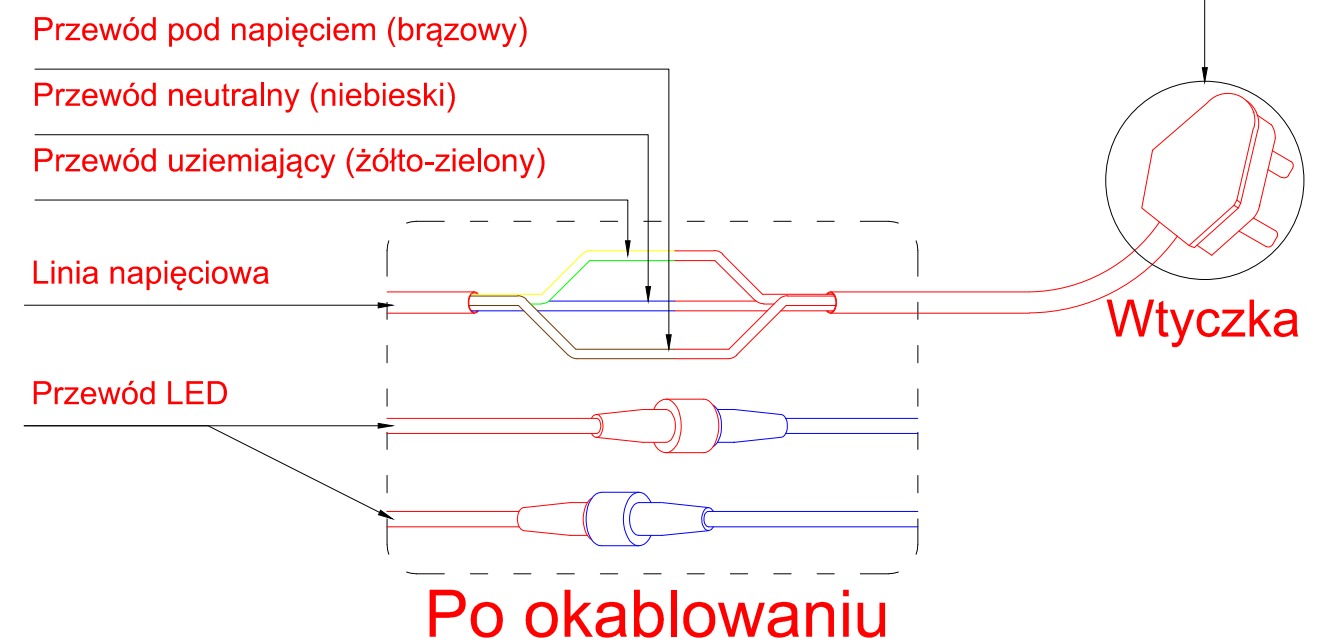 Przewód pod napięciem (brązowy)
Przewód neutralny (niebieski)
Przewód uziemiający (żółto-zielony)
Linia napięciowa
Wtyczka
Przewód LED
Po okablowaniu